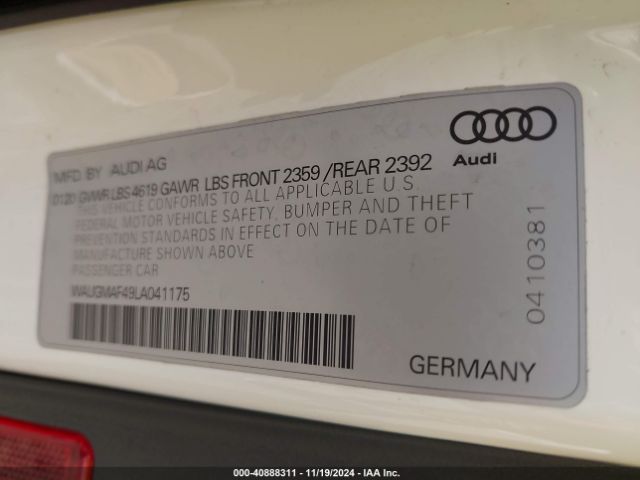 MFD. BY AUDI AG
GVWR LBS 4619 GAWR LBS FRONT 2359 / REAR 2392
THIS VEHICLE CONFORMS TO ALL APPLICABLE U.S.
FEDERAL MOTOR VEHICLE SAFETY, BUMPER AND THEFT
PREVENTION STANDARDS IN EFFECT ON THE DATE OF
MANUFACTURE SHOWN ABOVE
PASSENGER CAR
WAUGMAF49LA041175
Audi
0410381
GERMANY
000-40888311 - 11/19/2024 - IAA Inc.